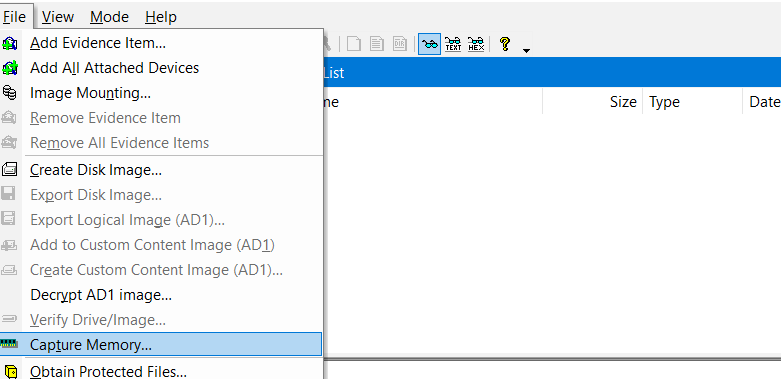 File View Mode Help
Add Evidence Item...
Add All Attached Devices
TEXT HEX
List
Image Mounting...
Size Type Date
Remove Evidence Item
Remove All Evidence Items
Create Disk Image...
Export Disk Image...
Export Logical Image (AD1)...
Add to Custom Content Image (AD1)
Create Custom Content Image (AD1)...
Decrypt AD1 image...
Verify Drive/Image...
Capture Memory...
Obtain Protected Files...